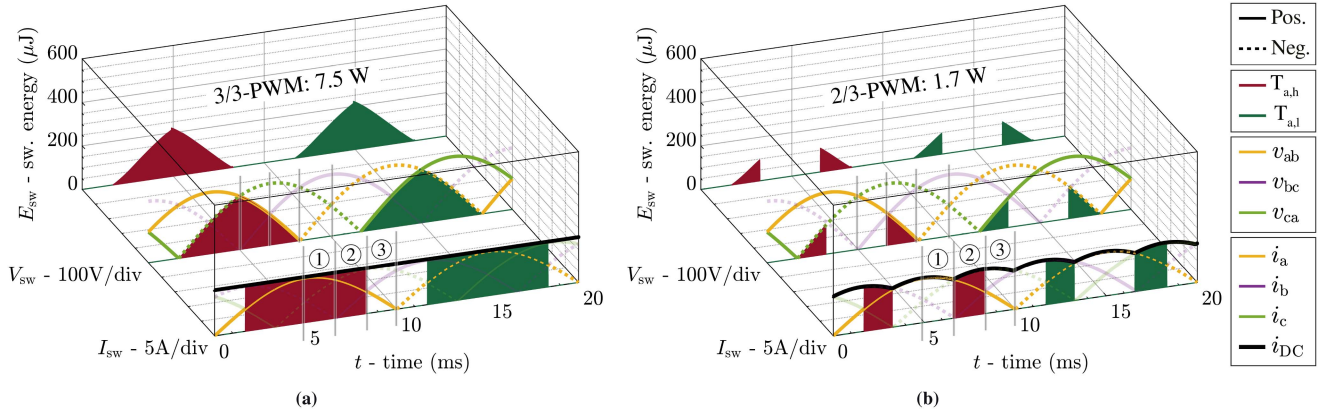 600
400
200
0
E_sw - sw. energy (μJ)
3/3-PWM: 7.5 W
V_sw - 100V/div
I_sw - 5A/div
① ② ③
0
5
10
15
20
t - time (ms)
(a)
600
400
200
0
E_sw - sw. energy (μJ)
2/3-PWM: 1.7 W
V_sw - 100V/div
I_sw - 5A/div
① ② ③
0
5
10
15
20
t - time (ms)
(b)
Pos.
Neg.
T_a,h
T_a,l
v_ab
v_bc
v_ca
i_a
i_b
i_c
i_DC